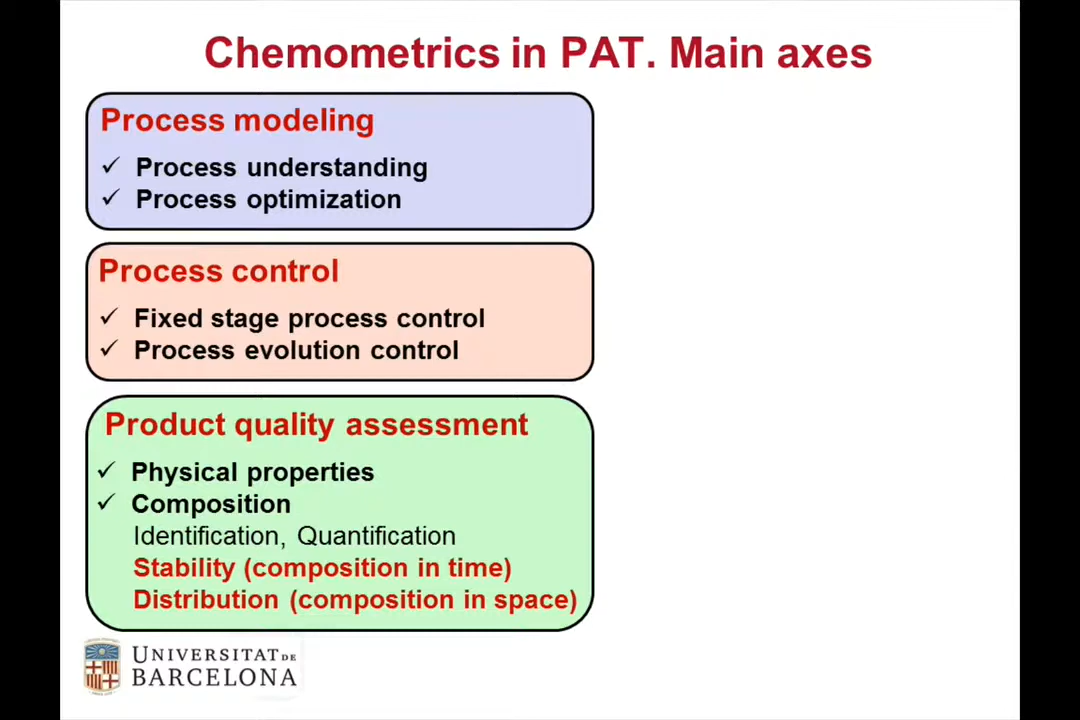 Chemometrics in PAT. Main axes
Process modeling
✓ Process understanding
✓ Process optimization
Process control
✓ Fixed stage process control
✓ Process evolution control
Product quality assessment
✓ Physical properties
✓ Composition
Identification, Quantification
Stability (composition in time)
Distribution (composition in space)
UNIVERSITAT DE
BARCELONA